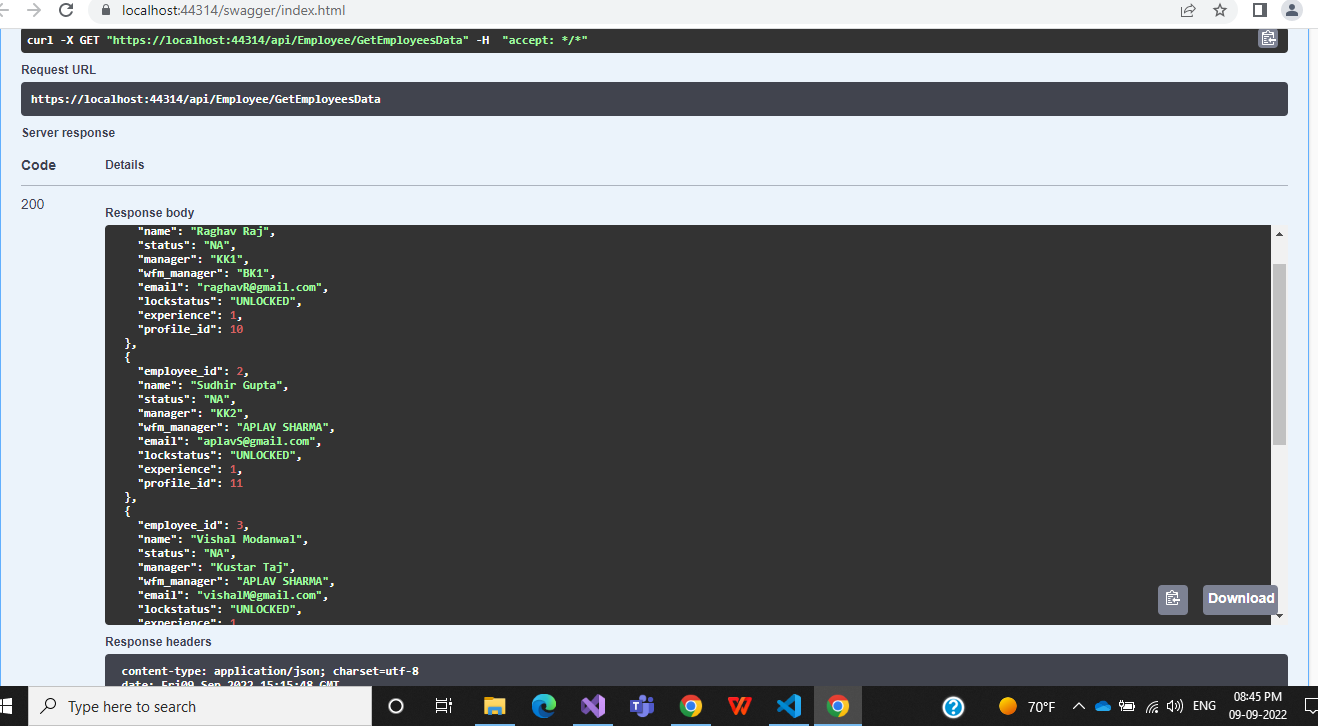 localhost:44314/swagger/index.html
curl -X GET "https://localhost:44314/api/Employee/GetEmployeesData" -H  "accept: */*"
Request URL
https://localhost:44314/api/Employee/GetEmployeesData
Server response
Code Details
200
Response body
"name": "Raghav Raj",
"status": "NA",
"manager": "KK1",
"wfm_manager": "BK1",
"email": "raghavR@gmail.com",
"lockstatus": "UNLOCKED",
"experience": 1,
"profile_id": 10
},
{
"employee_id": 2,
"name": "Sudhir Gupta",
"status": "NA",
"manager": "KK2",
"wfm_manager": "APLAV SHARMA",
"email": "aplavS@gmail.com",
"lockstatus": "UNLOCKED",
"experience": 1,
"profile_id": 11
},
{
"employee_id": 3,
"name": "Vishal Modanwal",
"status": "NA",
"manager": "Kustar Taj",
"wfm_manager": "APLAV SHARMA",
"email": "vishalM@gmail.com",
"lockstatus": "UNLOCKED",
"experience": 1
Download
Response headers
content-type: application/json; charset=utf-8
date: Fri09 Sep 2022 15:15:48 GMT
Type here to search
70°F
ENG
08:45 PM
09-09-2022